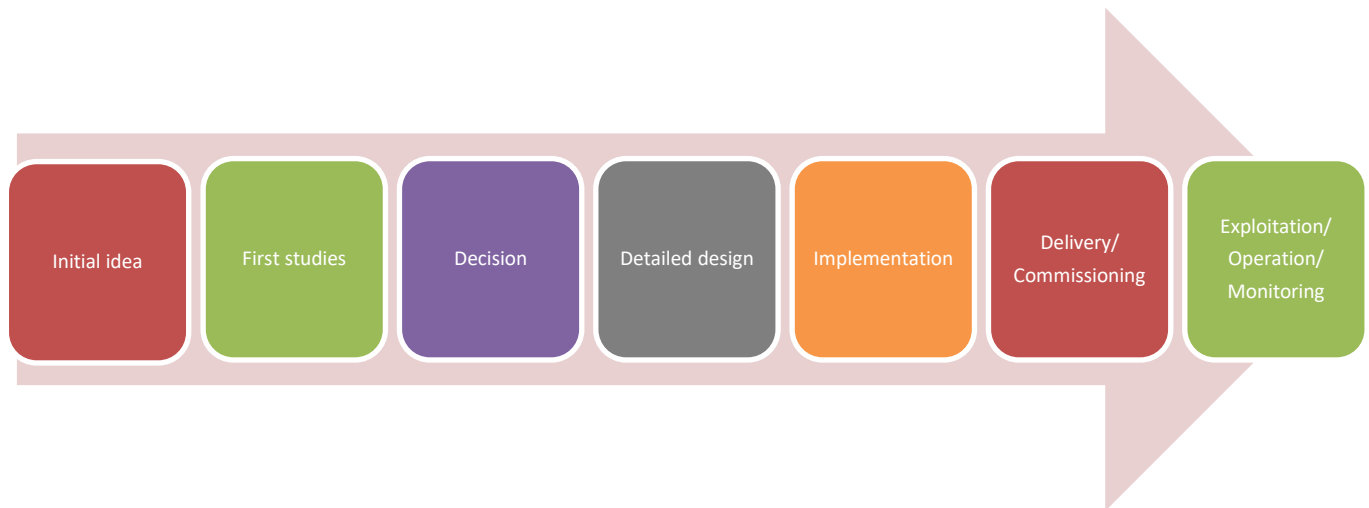 Initial idea
First studies
Decision
Detailed design
Implementation
Delivery/
Commissioning
Exploitation/
Operation/
Monitoring